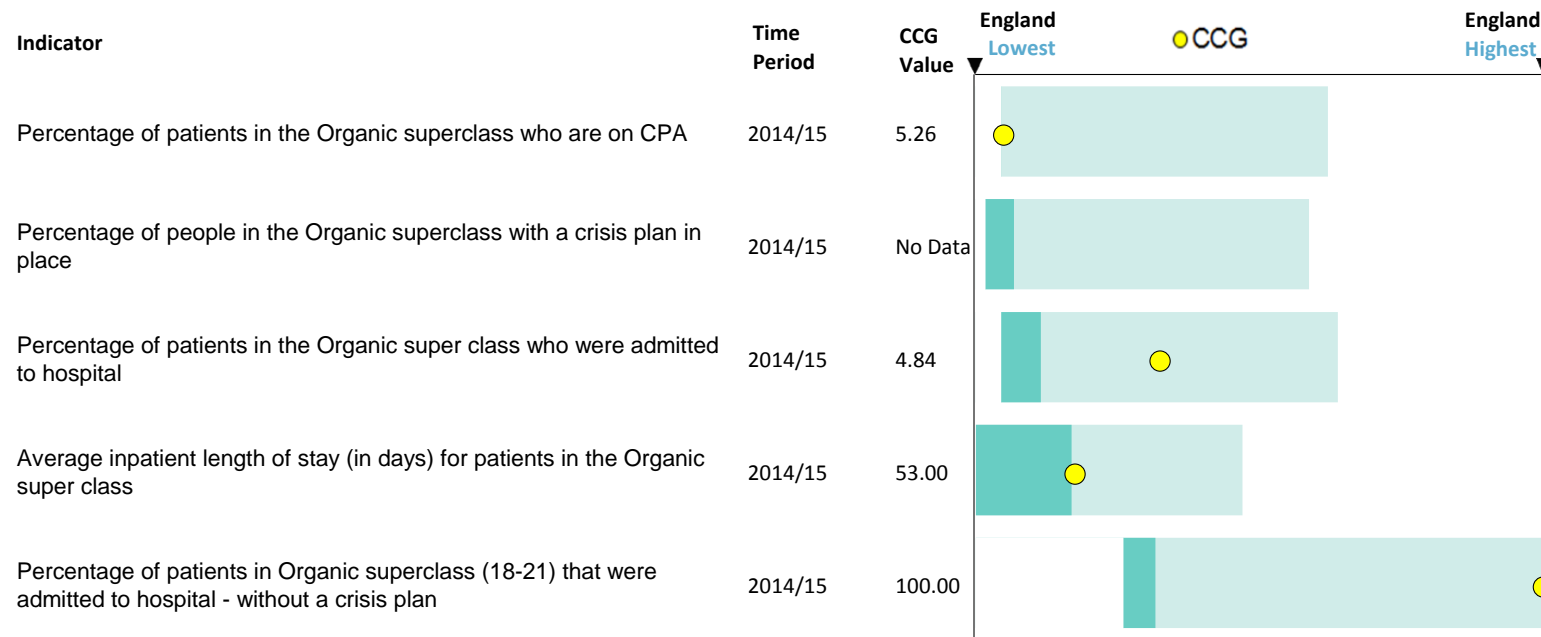 Indicator
Time
Period
CCG
Value
England
Lowest
CCG
England
Highest
Percentage of patients in the Organic superclass who are on CPA
2014/15
5.26
Percentage of people in the Organic superclass with a crisis plan in
place
2014/15
No Data
Percentage of patients in the Organic super class who were admitted
to hospital
2014/15
4.84
Average inpatient length of stay (in days) for patients in the Organic
super class
2014/15
53.00
Percentage of patients in Organic superclass (18-21) that were
admitted to hospital - without a crisis plan
2014/15
100.00